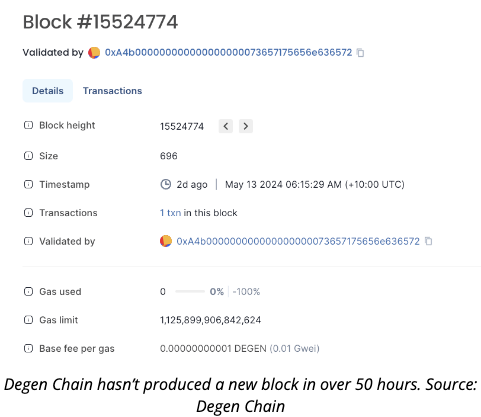 Block #15524774
Validated by 0xA4b000000000000000000073657175656e636572
Details Transactions
Block height 15524774 < >
Size 696
Timestamp 2d ago | May 13 2024 06:15:29 AM (+10:00 UTC)
Transactions 1 txn in this block
Validated by 0xA4b000000000000000000073657175656e636572
Gas used 0 0% | -100%
Gas limit 1,125,899,906,842,624
Base fee per gas 0.00000000001 DEGEN (0.01 Gwei)
Degen Chain hasn't produced a new block in over 50 hours. Source:
Degen Chain